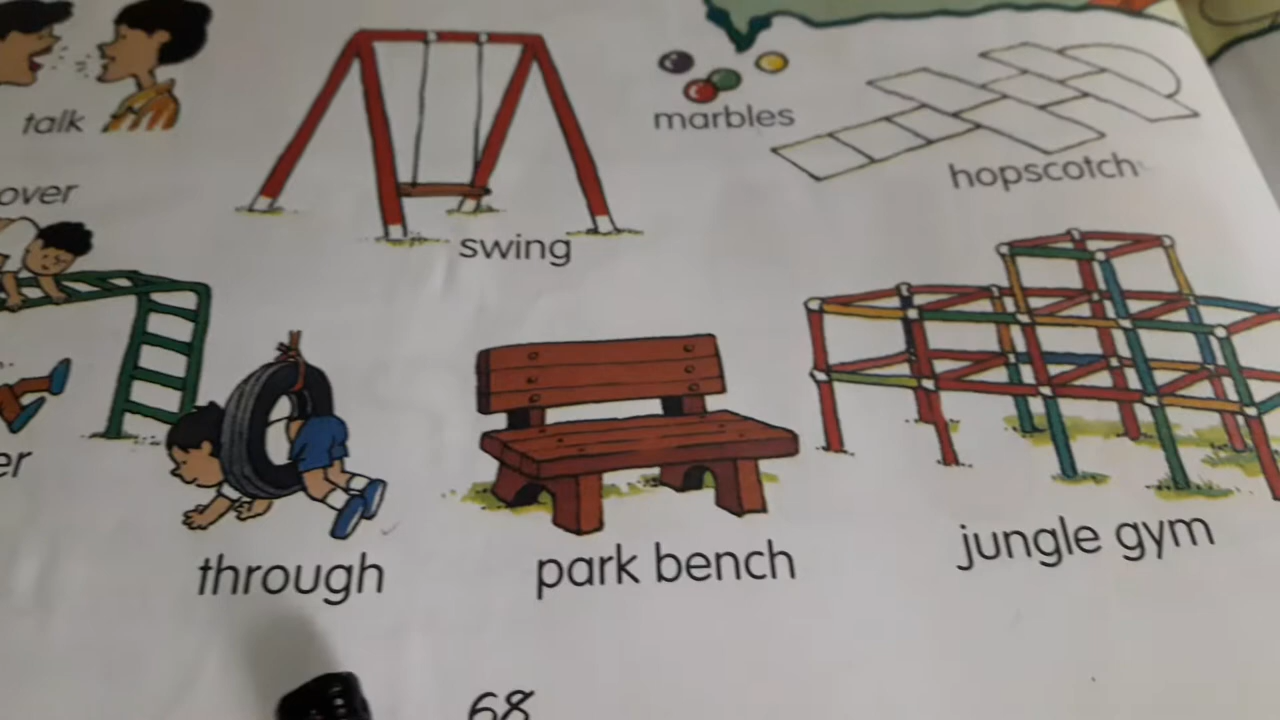 talk
marbles
hopscotch
over
swing
through
park bench
jungle gym
68